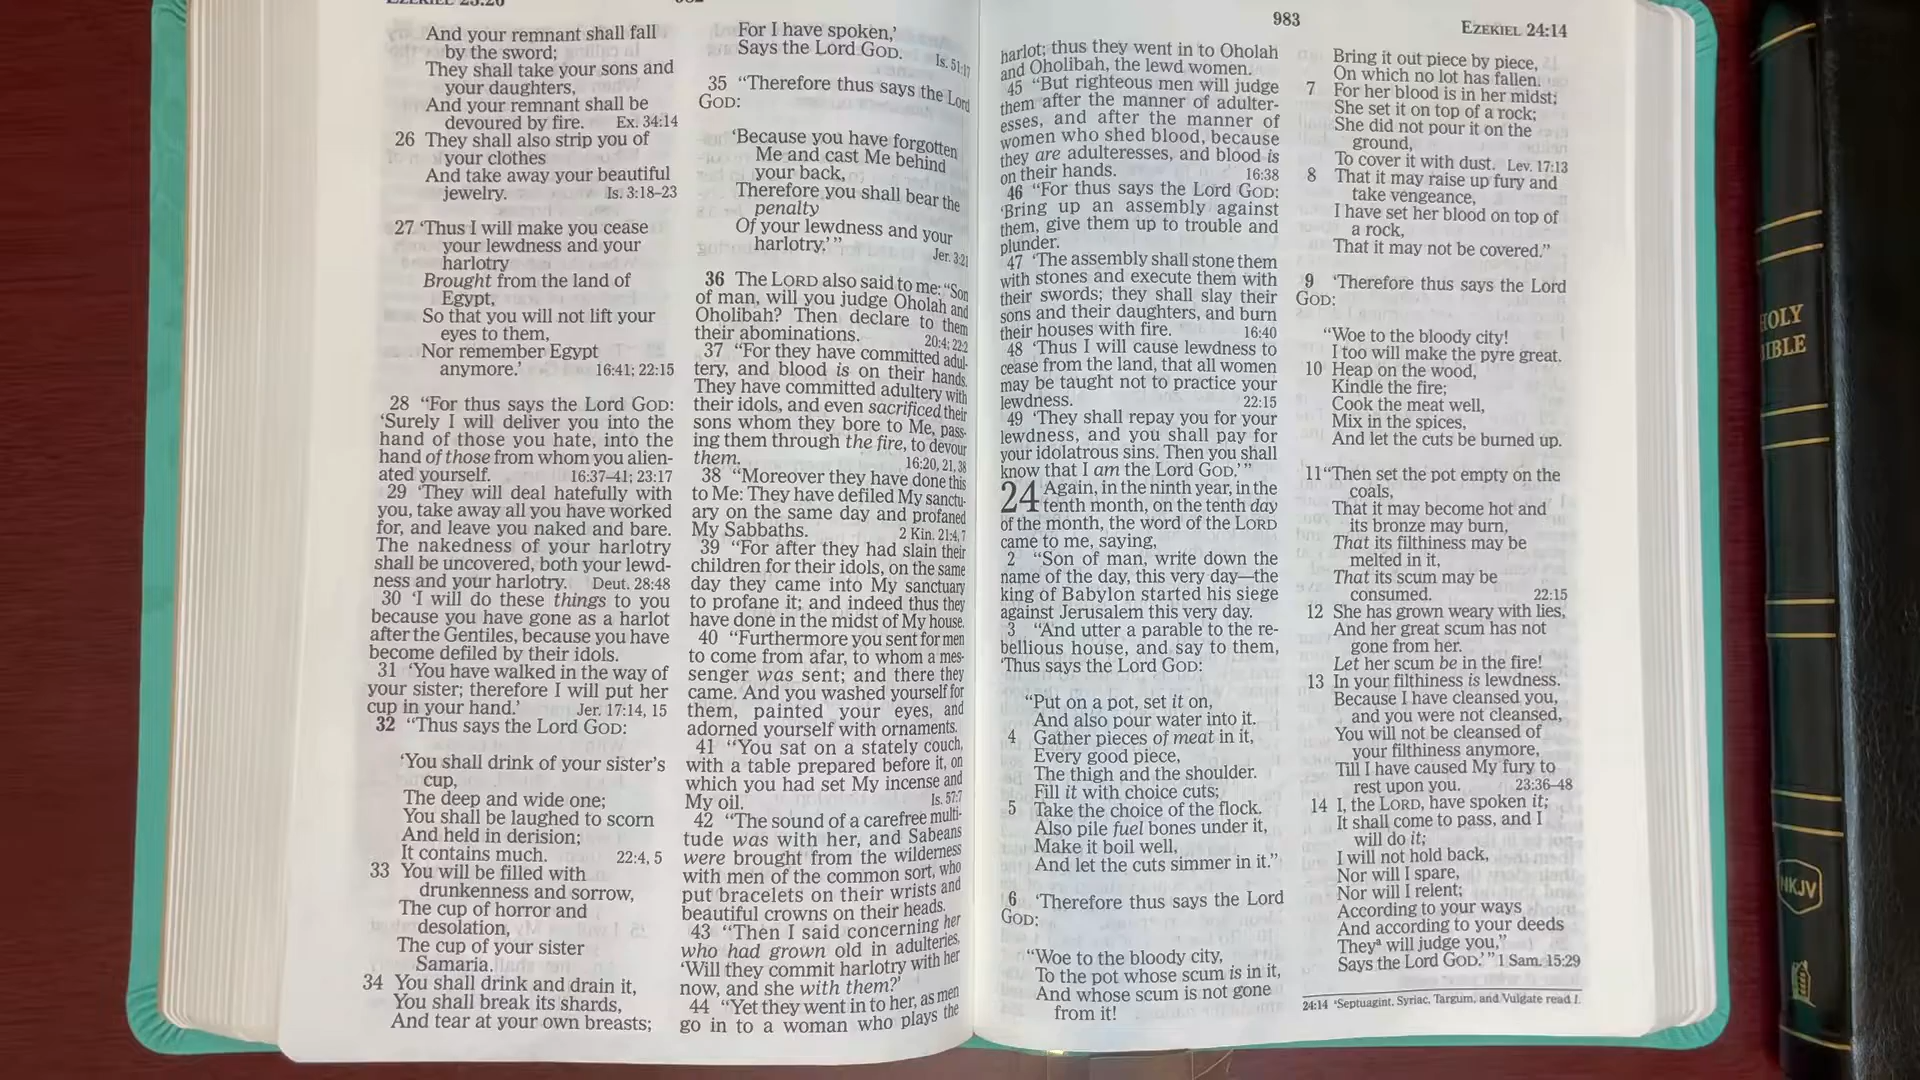 And your remnant shall fall
by the sword;
They shall take your sons and
your daughters,
And your remnant shall be
devoured by fire. Ex. 34:14
26 They shall also strip you of
your clothes
And take away your beautiful
jewelry. Is. 3:18–23
27 ‘Thus I will make you cease
your lewdness and your
harlotry
Brought from the land of
Egypt,
So that you will not lift your
eyes to them,
Nor remember Egypt
anymore.’ 16:41; 22:15
28 “For thus says the Lord GOD:
‘Surely I will deliver you into the
hand of those you hate, into the
hand of those from whom you alien-
ated yourself. 16:37–41; 23:17
29 ‘They will deal hatefully with
you, take away all you have worked
for, and leave you naked and bare.
The nakedness of your harlotry
shall be uncovered, both your lewd-
ness and your harlotry. Deut. 28:48
30 ‘I will do these things to you
because you have gone as a harlot
after the Gentiles, because you have
become defiled by their idols.
31 ‘You have walked in the way of
your sister; therefore I will put her
cup in your hand.’ Jer. 17:14, 15
32 “Thus says the Lord GOD:
‘You shall drink of your sister’s
cup,
The deep and wide one;
You shall be laughed to scorn
And held in derision;
It contains much. 22:4, 5
33 You will be filled with
drunkenness and sorrow,
The cup of horror and
desolation,
The cup of your sister
Samaria.
34 You shall drink and drain it,
You shall break its shards,
And tear at your own breasts;
For I have spoken,’
Says the Lord GOD. Is. 51:17
35 “Therefore thus says the Lord
GOD:
‘Because you have forgotten
Me and cast Me behind
your back,
Therefore you shall bear the
penalty
Of your lewdness and your
harlotry.’ ” Jer. 3:21
36 The LORD also said to me: “Son
of man, will you judge Oholah and
Oholibah? Then declare to them
their abominations. 20:4; 22:2
37 “For they have committed adul-
tery, and blood is on their hands.
They have committed adultery with
their idols, and even sacrificed their
sons whom they bore to Me, pass-
ing them through the fire, to devour
them. 16:20, 21, 38
38 “Moreover they have done this
to Me: They have defiled My sanctu-
ary on the same day and profaned
My Sabbaths. 2 Kin. 21:4, 7
39 “For after they had slain their
children for their idols, on the same
day they came into My sanctuary
to profane it; and indeed thus they
have done in the midst of My house.
40 “Furthermore you sent for men
to come from afar, to whom a mes-
senger was sent; and there they
came. And you washed yourself for
them, painted your eyes, and
adorned yourself with ornaments.
41 “You sat on a stately couch,
with a table prepared before it, on
which you had set My incense and
My oil. Is. 57:7
42 “The sound of a carefree multi-
tude was with her, and Sabeans
were brought from the wilderness
with men of the common sort, who
put bracelets on their wrists and
beautiful crowns on their heads.
43 “Then I said concerning her
who had grown old in adulteries,
‘Will they commit harlotry with her
now, and she with them?’
44 “Yet they went in to her, as men
go in to a woman who plays the
983 EZEKIEL 24:14
harlot; thus they went in to Oholah
and Oholibah, the lewd women.
45 “But righteous men will judge
them after the manner of adulter-
esses, and after the manner of
women who shed blood, because
they are adulteresses, and blood is
on their hands. 16:38
46 “For thus says the Lord GOD:
‘Bring up an assembly against
them, give them up to trouble and
plunder.
47 ‘The assembly shall stone them
with stones and execute them with
their swords; they shall slay their
sons and their daughters, and burn
their houses with fire. 16:40
48 ‘Thus I will cause lewdness to
cease from the land, that all women
may be taught not to practice your
lewdness. 22:15
49 ‘They shall repay you for your
lewdness, and you shall pay for
your idolatrous sins. Then you shall
know that I am the Lord GOD.’ ”
24 Again, in the ninth year, in the
tenth month, on the tenth day
of the month, the word of the LORD
came to me, saying,
2 “Son of man, write down the
name of the day, this very day—the
king of Babylon started his siege
against Jerusalem this very day.
3 “And utter a parable to the re-
bellious house, and say to them,
‘Thus says the Lord GOD:
“Put on a pot, set it on,
And also pour water into it.
4 Gather pieces of meat in it,
Every good piece,
The thigh and the shoulder.
Fill it with choice cuts;
5 Take the choice of the flock.
Also pile fuel bones under it,
Make it boil well,
And let the cuts simmer in it.”
6 ‘Therefore thus says the Lord
GOD:
“Woe to the bloody city,
To the pot whose scum is in it,
And whose scum is not gone
from it!
Bring it out piece by piece,
On which no lot has fallen.
7 For her blood is in her midst;
She set it on top of a rock;
She did not pour it on the
ground,
To cover it with dust. Lev. 17:13
8 That it may raise up fury and
take vengeance,
I have set her blood on top of
a rock,
That it may not be covered.”
9 ‘Therefore thus says the Lord
GOD:
“Woe to the bloody city!
I too will make the pyre great.
10 Heap on the wood,
Kindle the fire;
Cook the meat well,
Mix in the spices,
And let the cuts be burned up.
11 “Then set the pot empty on the
coals,
That it may become hot and
its bronze may burn,
That its filthiness may be
melted in it,
That its scum may be
consumed. 22:15
12 She has grown weary with lies,
And her great scum has not
gone from her.
Let her scum be in the fire!
13 In your filthiness is lewdness.
Because I have cleansed you,
and you were not cleansed,
You will not be cleansed of
your filthiness anymore,
Till I have caused My fury to
rest upon you. 23:36–48
14 I, the LORD, have spoken it;
It shall come to pass, and I
will do it;
I will not hold back,
Nor will I spare,
Nor will I relent;
According to your ways
And according to your deeds
Theyª will judge you,”
Says the Lord GOD.’ ” 1 Sam. 15:29
24:14 ªSeptuagint, Syriac, Targum, and Vulgate read I.
HOLY
BIBLE
NKJV